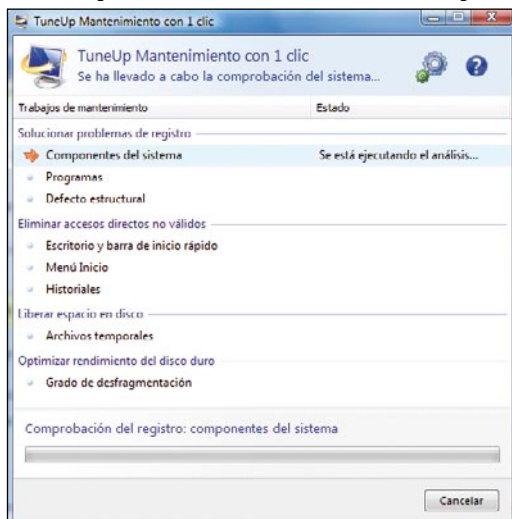 TuneUp Mantenimiento con 1 clic
TuneUp Mantenimiento con 1 clic
Se ha llevado a cabo la comprobación del sistema...
Trabajos de mantenimiento Estado
Solucionar problemas de registro
Componentes del sistema Se está ejecutando el análisis...
Programas
Defecto estructural
Eliminar accesos directos no válidos
Escritorio y barra de inicio rápido
Menú Inicio
Historiales
Liberar espacio en disco
Archivos temporales
Optimizar rendimiento del disco duro
Grado de desfragmentación
Comprobación del registro: componentes del sistema
Cancelar